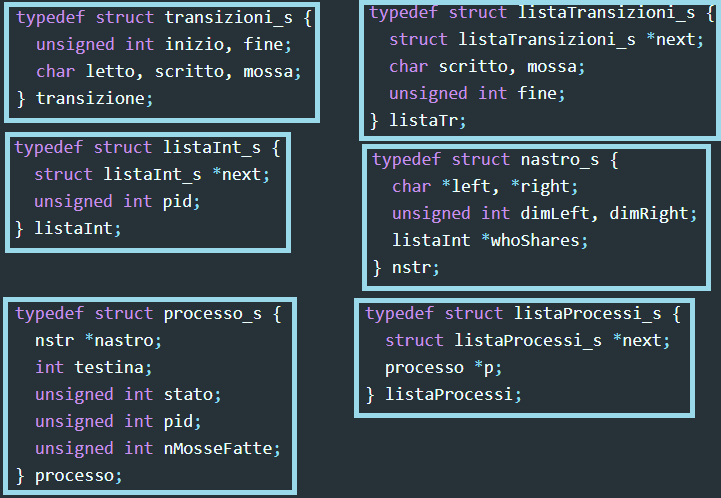 typedef struct transizioni_s {
unsigned int inizio, fine;
char letto, scritto, mossa;
} transizione;
typedef struct listaTransizioni_s {
struct listaTransizioni_s *next;
char scritto, mossa;
unsigned int fine;
} listaTr;
typedef struct listaInt_s {
struct listaInt_s *next;
unsigned int pid;
} listaInt;
typedef struct nastro_s {
char *left, *right;
unsigned int dimLeft, dimRight;
listaInt *whoShares;
} nstr;
typedef struct processo_s {
nstr *nastro;
int testina;
unsigned int stato;
unsigned int pid;
unsigned int nMosseFatte;
} processo;
typedef struct listaProcessi_s {
struct listaProcessi_s *next;
processo *p;
} listaProcessi;